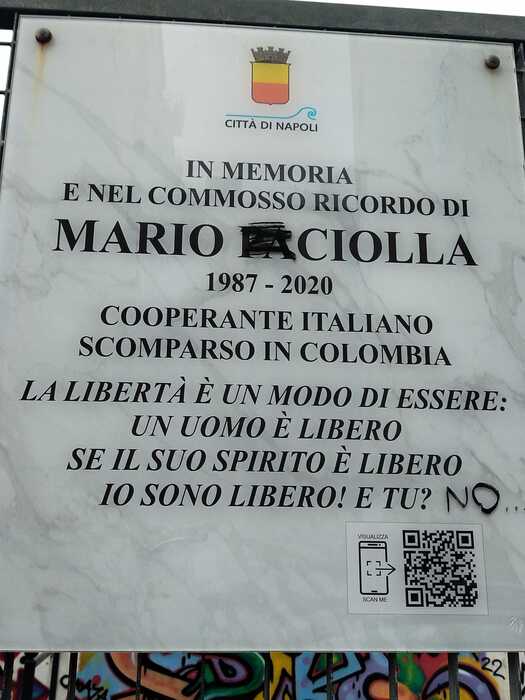 CITTÀ DI NAPOLI
IN MEMORIA
E NEL COMMOSSO RICORDO DI
MARIO PACIOLLA
1987 - 2020
COOPERANTE ITALIANO
SCOMPARSO IN COLOMBIA
LA LIBERTÀ È UN MODO DI ESSERE:
UN UOMO È LIBERO
SE IL SUO SPIRITO È LIBERO
IO SONO LIBERO! E TU? NO...
VISUALIZZA
SCAN ME
22